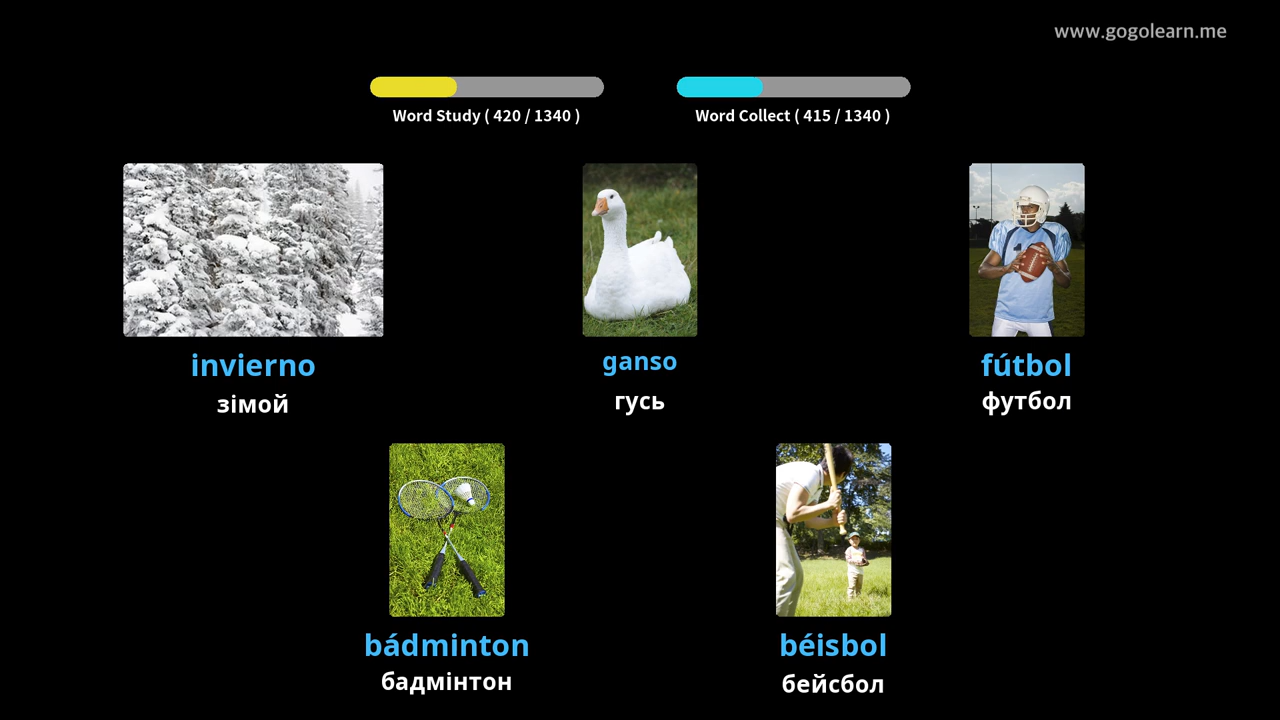 www.gogolearn.me
Word Study ( 420 / 1340 )
Word Collect ( 415 / 1340 )
invierno
зімой
ganso
гусь
fútbol
футбол
bádminton
бадмінтон
béisbol
бейсбол